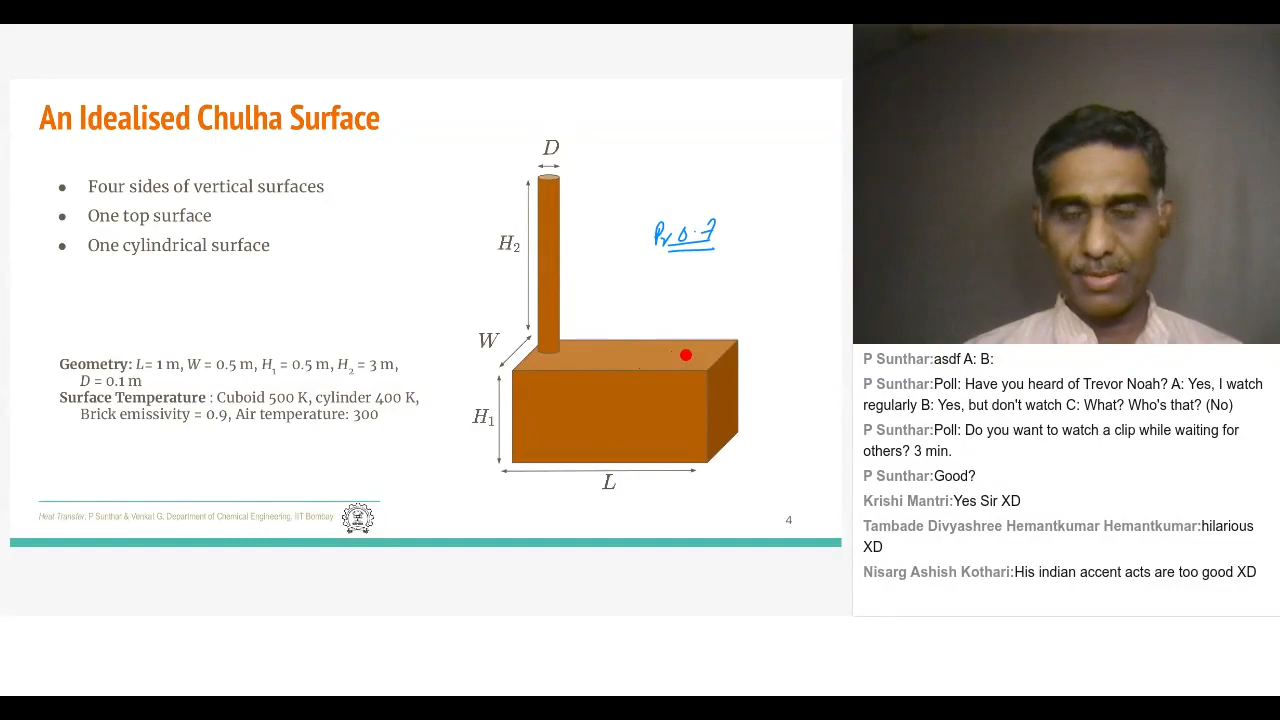 An Idealised Chulha Surface
● Four sides of vertical surfaces
● One top surface
● One cylindrical surface
Geometry: L= 1 m, W = 0.5 m, H₁ = 0.5 m, H₂ = 3 m,
D = 0.1 m
Surface Temperature : Cuboid 500 K, cylinder 400 K,
Brick emissivity = 0.9, Air temperature: 300
D
H₂
Pr 0.7
W
H₁
L
Heat Transfer, P Sunthar & Venkat G, Department of Chemical Engineering, IIT Bombay
4
P Sunthar:asdf A: B:
P Sunthar:Poll: Have you heard of Trevor Noah? A: Yes, I watch
regularly B: Yes, but don't watch C: What? Who's that? (No)
P Sunthar:Poll: Do you want to watch a clip while waiting for
others? 3 min.
P Sunthar:Good?
Krishi Mantri:Yes Sir XD
Tambade Divyashree Hemantkumar Hemantkumar:hilarious
XD
Nisarg Ashish Kothari:His indian accent acts are too good XD